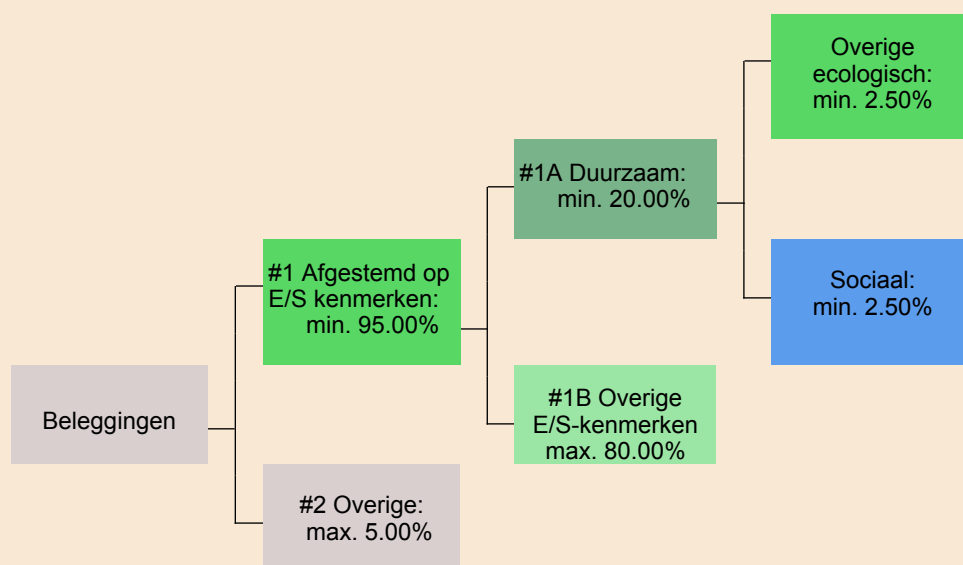 Overige
ecologisch:
min. 2.50%
#1A Duurzaam:
min. 20.00%
#1 Afgestemd op
E/S kenmerken:
min. 95.00%
Sociaal:
min. 2.50%
Beleggingen
#1B Overige
E/S-kenmerken
max. 80.00%
#2 Overige:
max. 5.00%